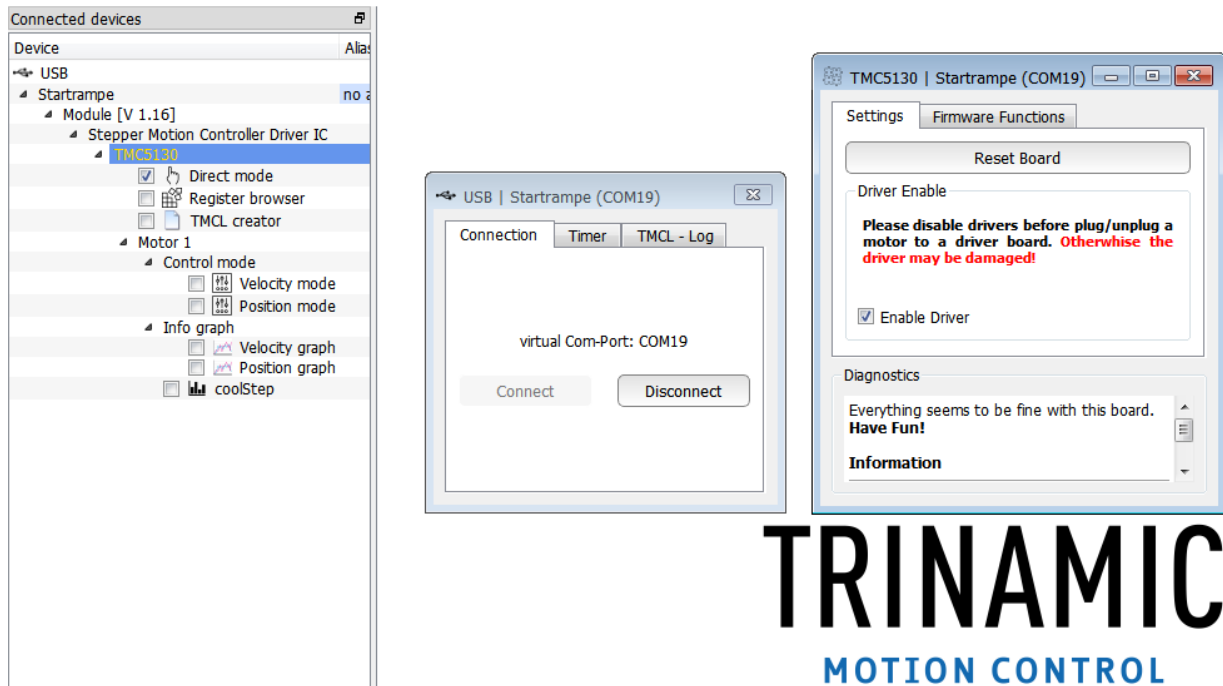 Connected devices
Device Alias
USB
Startrampe no a
Module [V 1.16]
Stepper Motion Controller Driver IC
TMC5130
Direct mode
Register browser
TMCL creator
Motor 1
Control mode
Velocity mode
Position mode
Info graph
Velocity graph
Position graph
coolStep
USB | Startrampe (COM19)
Connection Timer TMCL - Log
virtual Com-Port: COM19
Connect Disconnect
TMC5130 | Startrampe (COM19)
Settings Firmware Functions
Reset Board
Driver Enable
Please disable drivers before plug/unplug a
motor to a driver board. Otherwhise the
driver may be damaged!
Enable Driver
Diagnostics
Everything seems to be fine with this board.
Have Fun!
Information
TRINAMIC
MOTION CONTROL